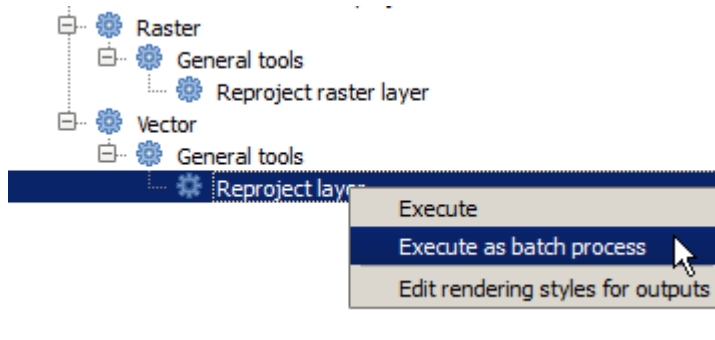 Raster
General tools
Reproject raster layer
Vector
General tools
Reproject layer
Execute
Execute as batch process
Edit rendering styles for outputs